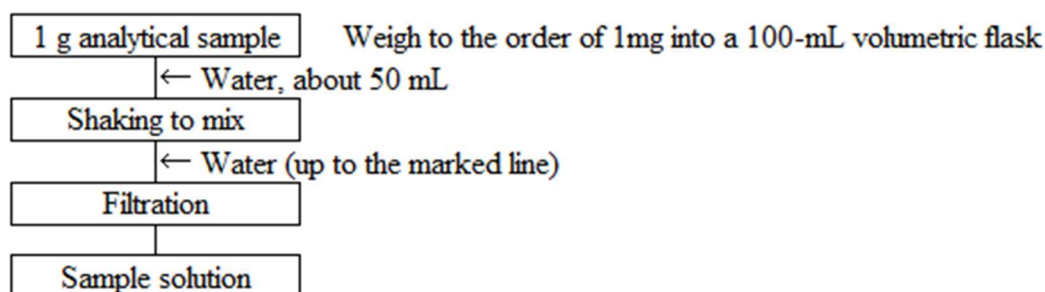 1 g analytical sample Weigh to the order of 1mg into a 100-mL volumetric flask
← Water, about 50 mL
Shaking to mix
← Water (up to the marked line)
Filtration
Sample solution